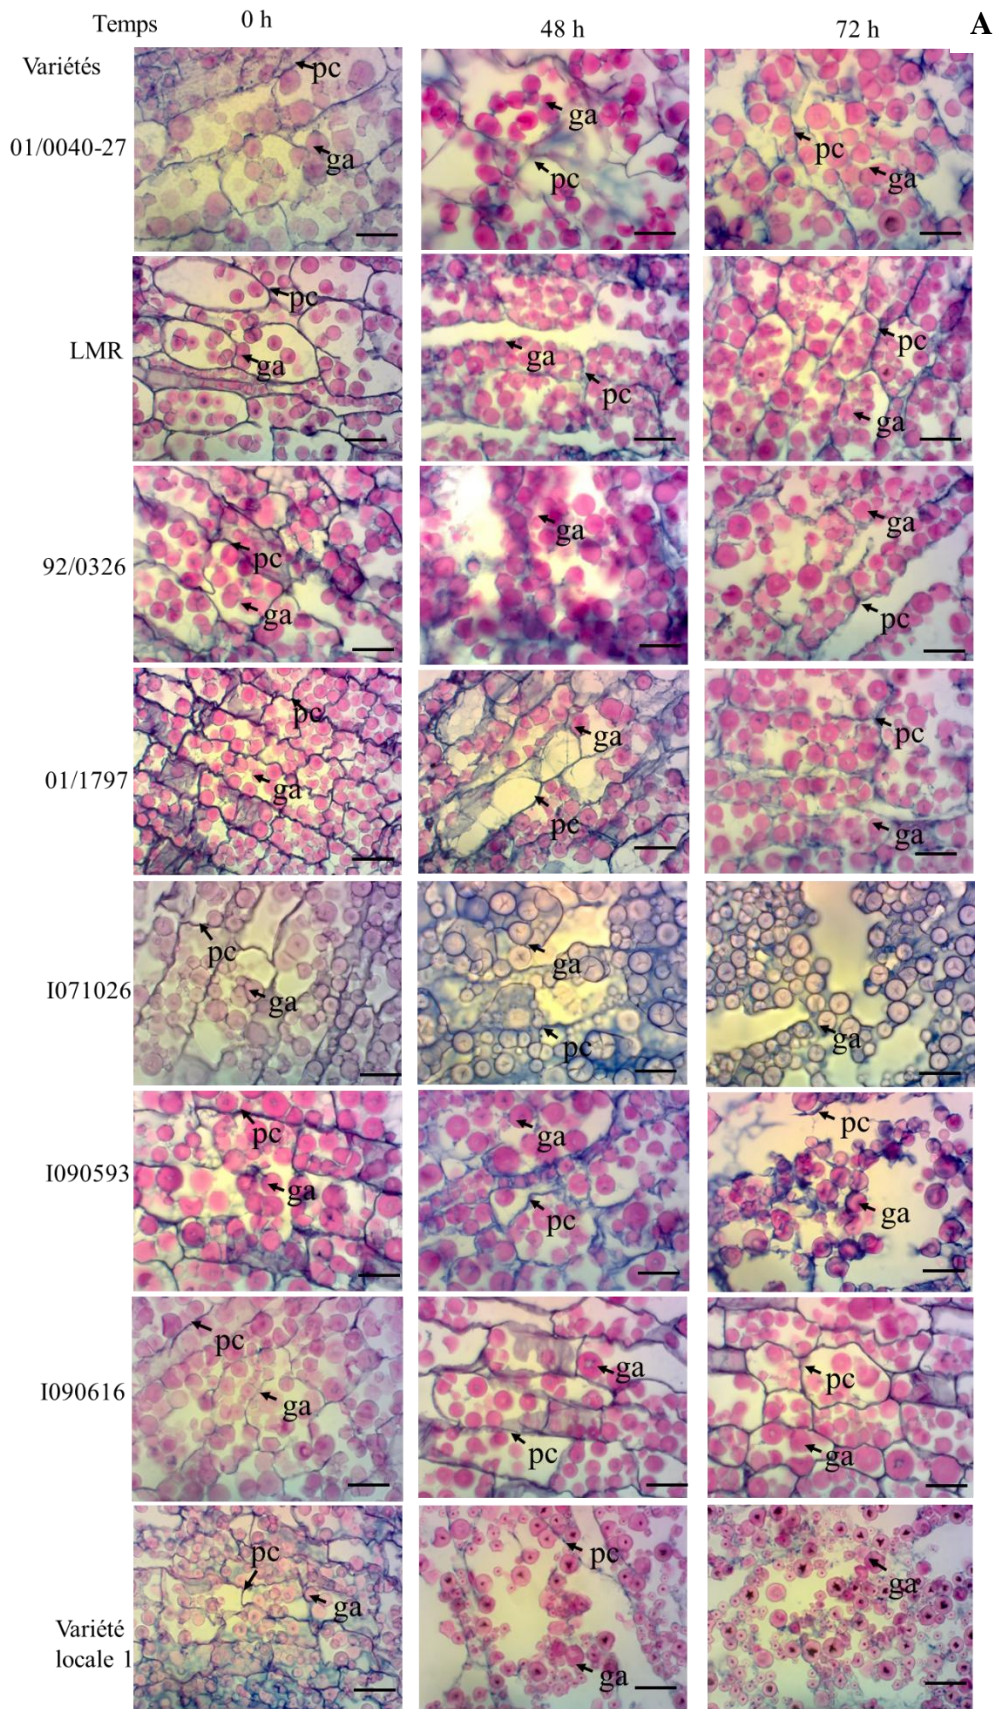 Temps 0 h 48 h 72 h A
Variétés
01/0040-27 pc ga ga pc pc ga
LMR pc ga ga pc pc ga
92/0326 pc ga ga ga pc
01/1797 pc ga ga pc pc ga
I071026 pc ga ga pc ga
I090593 pc ga ga pc pc ga
I090616 pc ga ga pc pc ga
Variété locale 1 pc ga pc ga ga